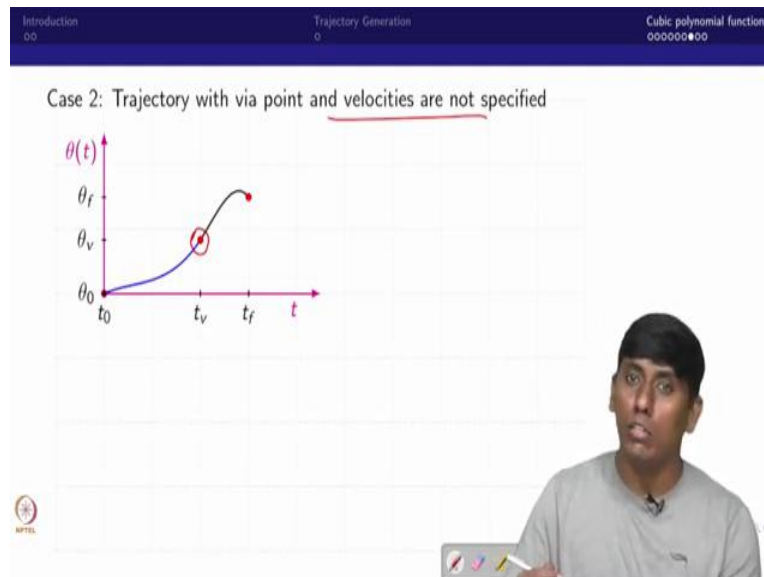 Introduction
Trajectory Generation
Cubic polynomial function
Case 2: Trajectory with via point and velocities are not specified
θ(t)
θf
θv
θ0
t0
tv
tf
t
NPTEL